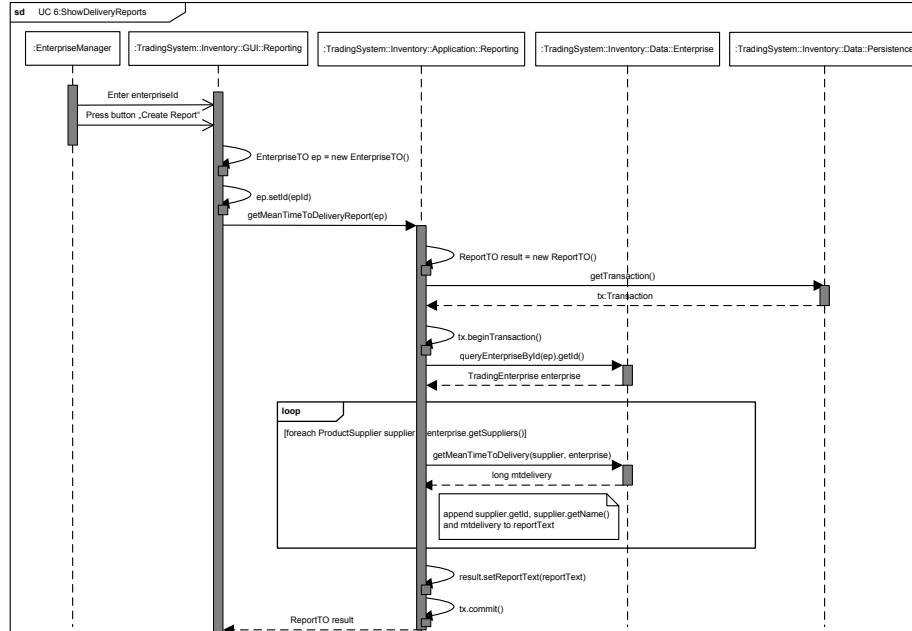 sd UC 6:ShowDeliveryReports
:EnterpriseManager
:TradingSystem::Inventory::GUI::Reporting
:TradingSystem::Inventory::Application::Reporting
:TradingSystem::Inventory::Data::Enterprise
:TradingSystem::Inventory::Data::Persistence
Enter enterpriseId
Press button „Create Report“
EnterpriseTO ep = new EnterpriseTO()
ep.setId(epId)
getMeanTimeToDeliveryReport(ep)
ReportTO result = new ReportTO()
getTransaction()
tx:Transaction
tx.beginTransaction()
queryEnterpriseById(ep).getId()
TradingEnterprise enterprise
loop
[foreach ProductSupplier supplier enterprise.getSuppliers()]
getMeanTimeToDelivery(supplier, enterprise)
long mtdelivery
append supplier.getId, supplier.getName()
and mtdelivery to reportText
result.setReportText(reportText)
tx.commit()
ReportTO result